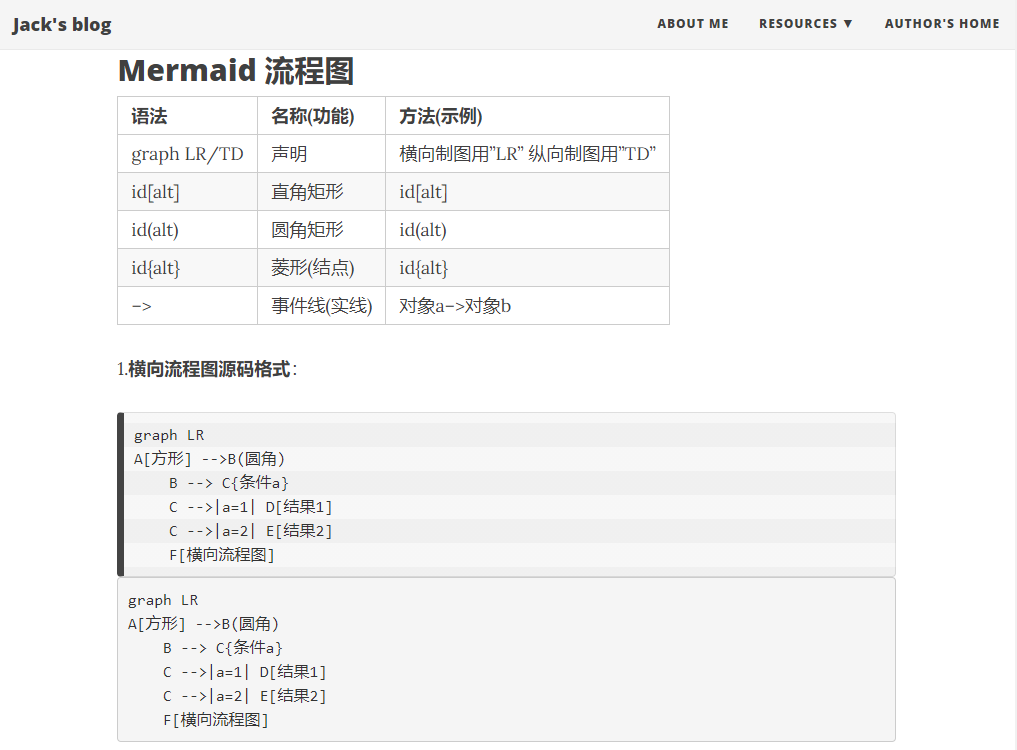 Jack's blog ABOUT ME RESOURCES ▼ AUTHOR'S HOME
Mermaid 流程图
语法 名称(功能) 方法(示例)
graph LR/TD 声明 横向制图用”LR” 纵向制图用”TD”
id[alt] 直角矩形 id[alt]
id(alt) 圆角矩形 id(alt)
id{alt} 菱形(结点) id{alt}
–> 事件线(实线) 对象a–>对象b
1.横向流程图源码格式：
graph LR
A[方形] -->B(圆角)
    B --> C{条件a}
    C -->|a=1| D[结果1]
    C -->|a=2| E[结果2]
    F[横向流程图]
graph LR
A[方形] -->B(圆角)
    B --> C{条件a}
    C -->|a=1| D[结果1]
    C -->|a=2| E[结果2]
    F[横向流程图]